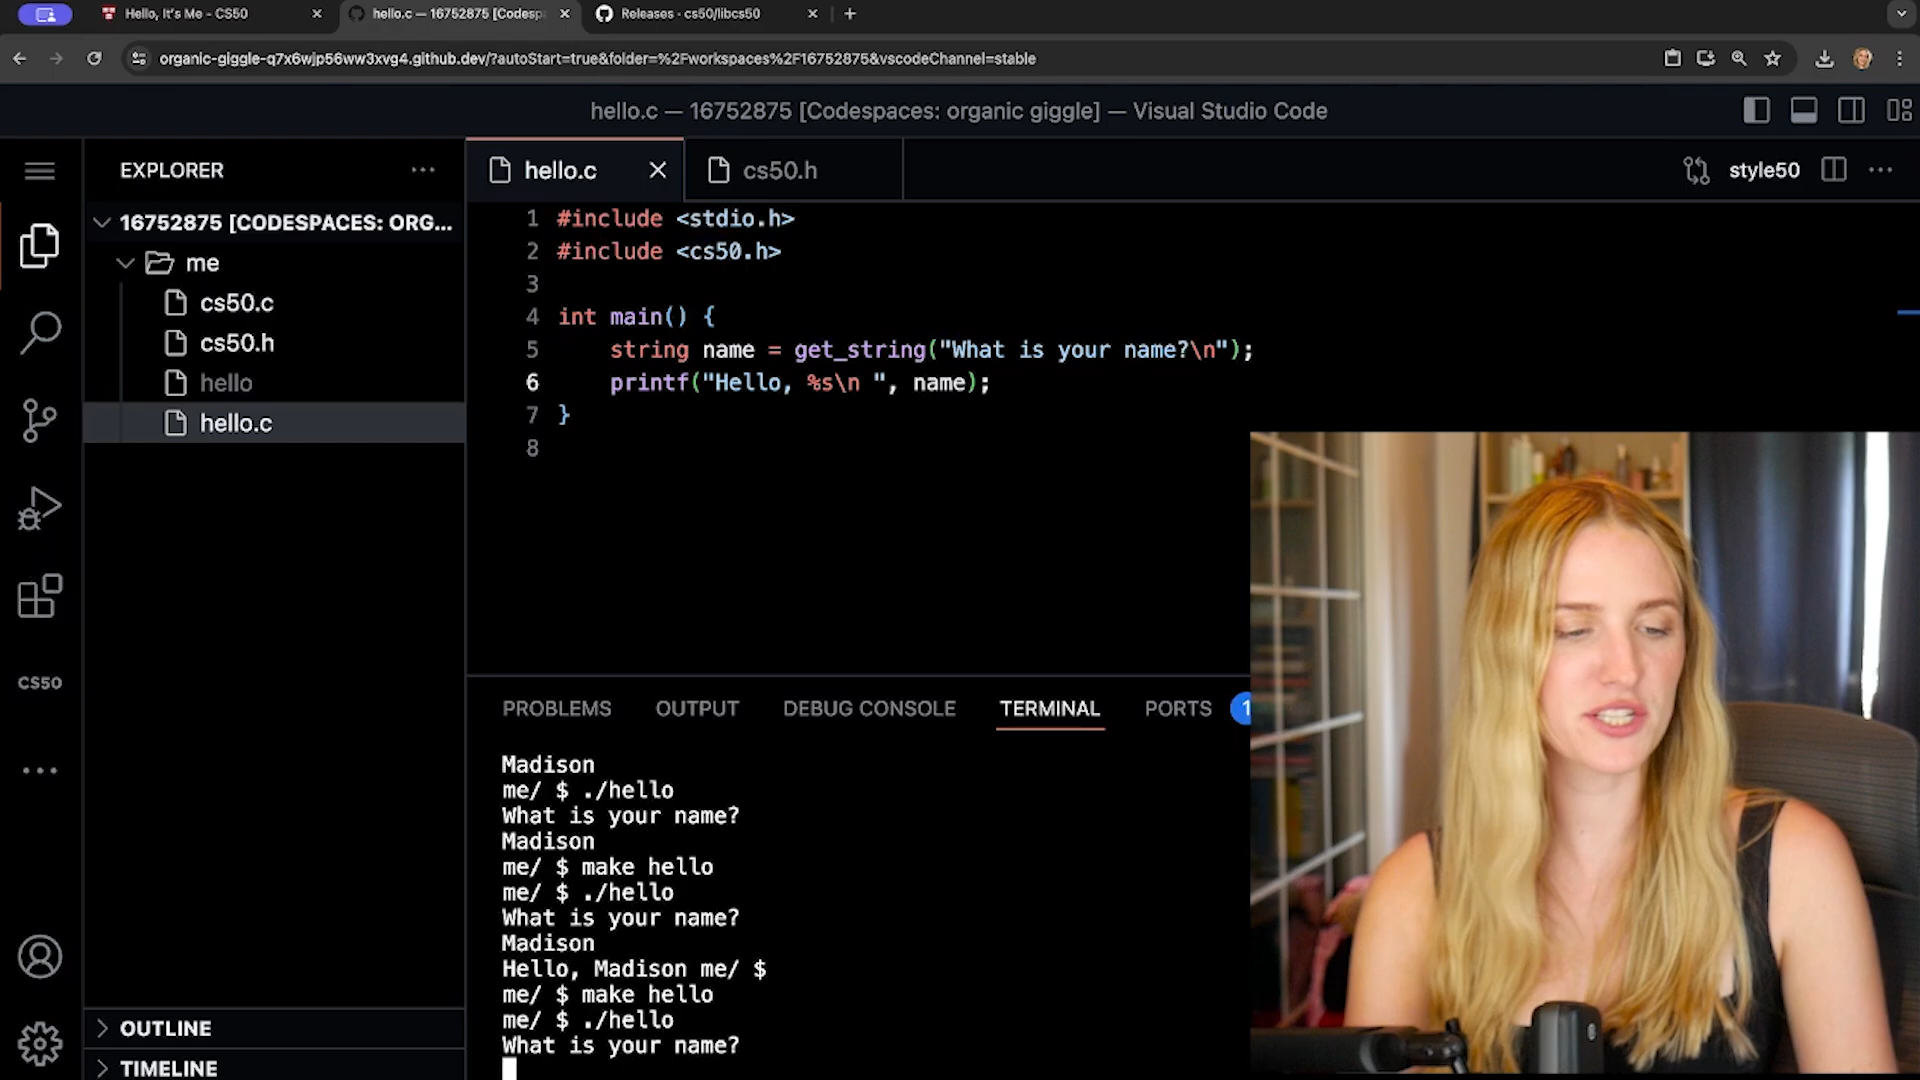 Hello, It's Me - CS50
hello.c — 16752875 [Codespa
Releases · cs50/libcs50
organic-giggle-q7x6wjp56ww3xvg4.github.dev/?autoStart=true&folder=%2Fworkspaces%2F16752875&vscodeChannel=stable
hello.c — 16752875 [Codespaces: organic giggle] — Visual Studio Code
EXPLORER
16752875 [CODESPACES: ORG...
me
cs50.c
cs50.h
hello
hello.c
CS50
OUTLINE
TIMELINE
hello.c
cs50.h
style50
1 #include <stdio.h>
2 #include <cs50.h>
3
4 int main() {
5 string name = get_string("What is your name?\n");
6 printf("Hello, %s\n ", name);
7 }
8
PROBLEMS OUTPUT DEBUG CONSOLE TERMINAL PORTS 1
Madison
me/ $ ./hello
What is your name?
Madison
me/ $ make hello
me/ $ ./hello
What is your name?
Madison
Hello, Madison me/ $
me/ $ make hello
me/ $ ./hello
What is your name?